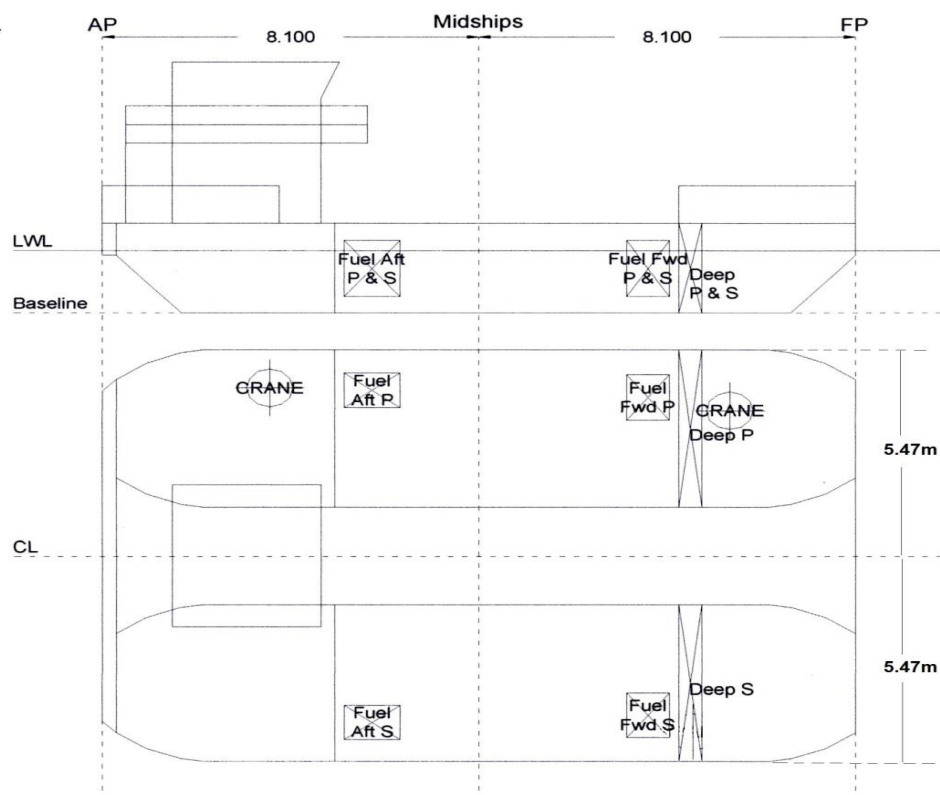 AP
Midships
FP
8.100
8.100
LWL
Fuel Aft
P & S
Fuel Fwd
P & S
Deep
P & S
Baseline
CRANE
Fuel
Aft P
Fuel
Fwd P
CRANE
Deep P
5.47m
CL
5.47m
Deep S
Fuel
Aft S
Fuel
Fwd S